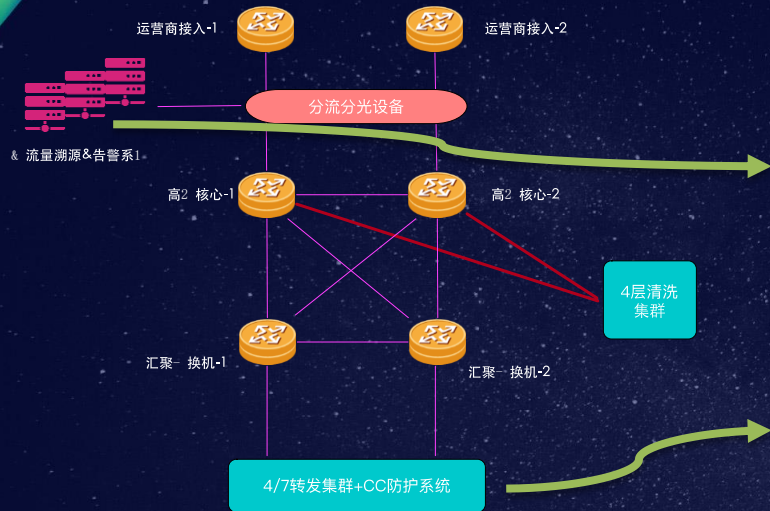 运营商接入-1
运营商接入-2
分流分光设备
& 流量溯源&告警系1
高2 核心-1
高2 核心-2
4层清洗
集群
汇聚一 换机-1
汇聚一 换机-2
4/7转发集群+CC防护系统